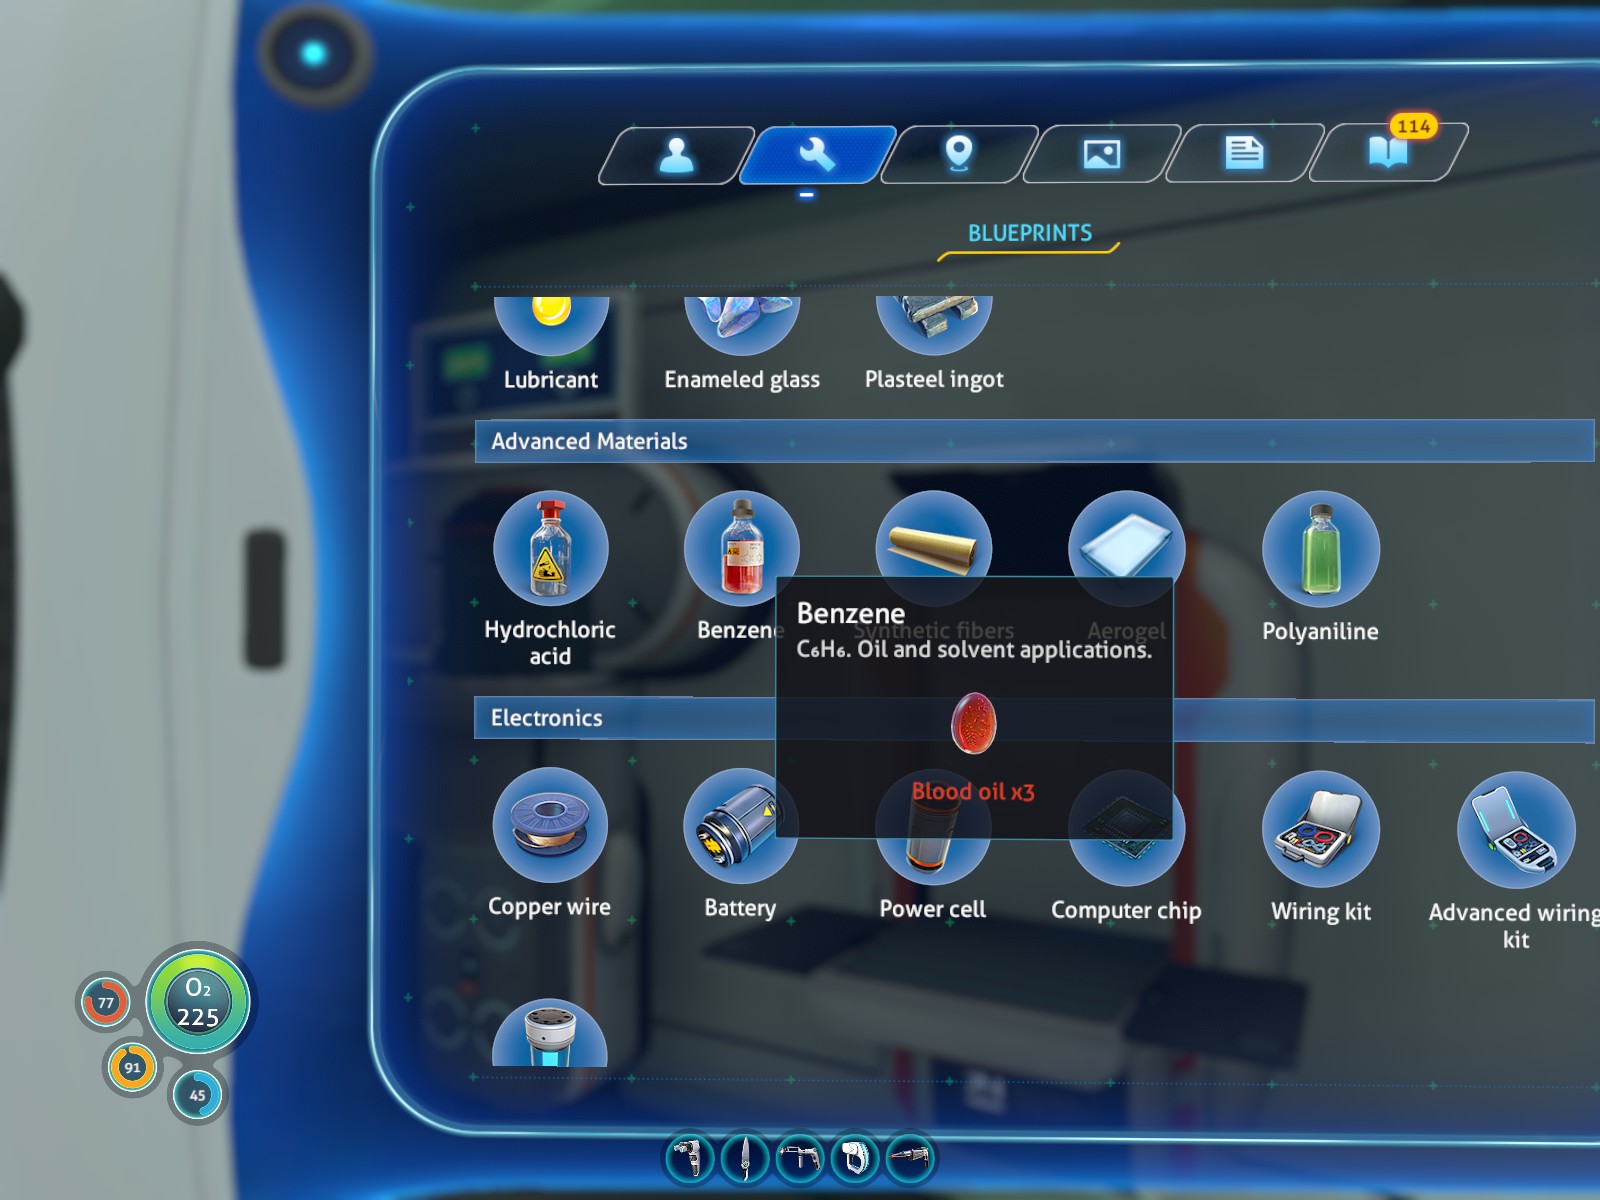 114
BLUEPRINTS
Lubricant
Enameled glass
Plasteel ingot
Advanced Materials
Hydrochloric
acid
Benzene
Synthetic fibers
Aerogel
Polyaniline
Benzene
C₆H₆. Oil and solvent applications.
Blood oil x3
Electronics
Copper wire
Battery
Power cell
Computer chip
Wiring kit
Advanced wiring
kit
O₂
225
77
91
45